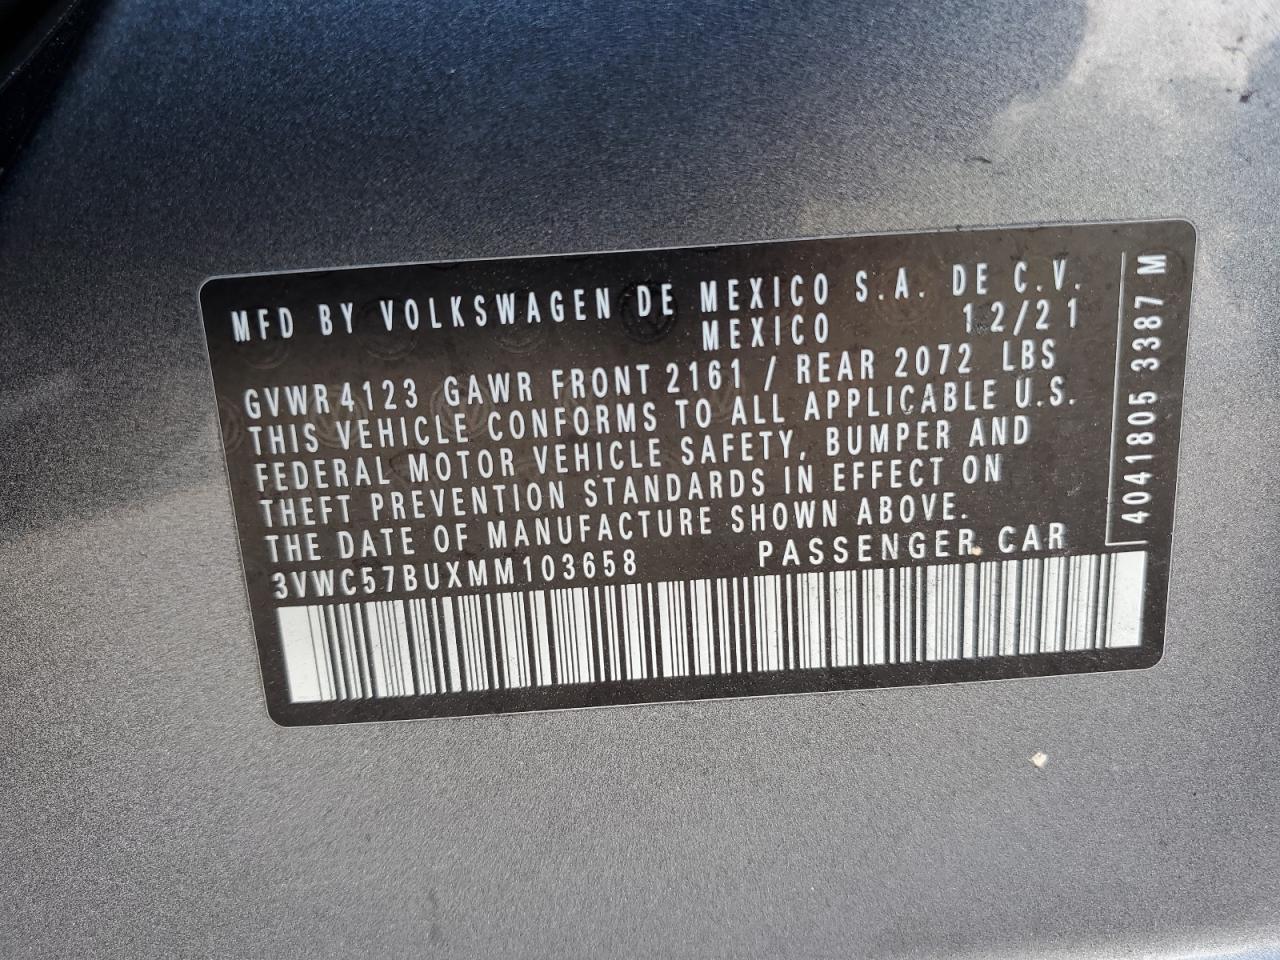 MFD BY VOLKSWAGEN DE MEXICO S.A. DE C.V.
MEXICO 12/21
GVWR 4123 GAWR FRONT 2161 / REAR 2072 LBS
THIS VEHICLE CONFORMS TO ALL APPLICABLE U.S.
FEDERAL MOTOR VEHICLE SAFETY, BUMPER AND
THEFT PREVENTION STANDARDS IN EFFECT ON
THE DATE OF MANUFACTURE SHOWN ABOVE.
3VWC57BUXMM103658 PASSENGER CAR
4041805 3387 M